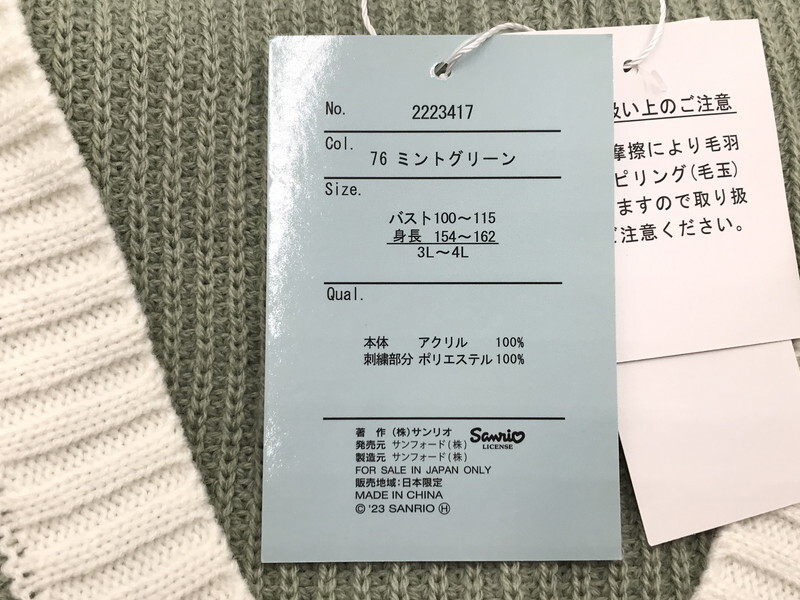 No. 2223417
Col.
76 ミントグリーン
Size.
バスト100～115
身長 154～162
3L～4L
Qual.
本体 アクリル 100%
刺繍部分 ポリエステル 100%
著 作 (株)サンリオ
発売元 サンフォード(株)
製造元 サンフォード(株)
Sanrio
LICENSE
FOR SALE IN JAPAN ONLY
販売地域:日本限定
MADE IN CHINA
© '23 SANRIO Ⓗ
扱い上のご注意
摩擦により毛羽
ピリング(毛玉)
ますので取り扱
ご注意ください。